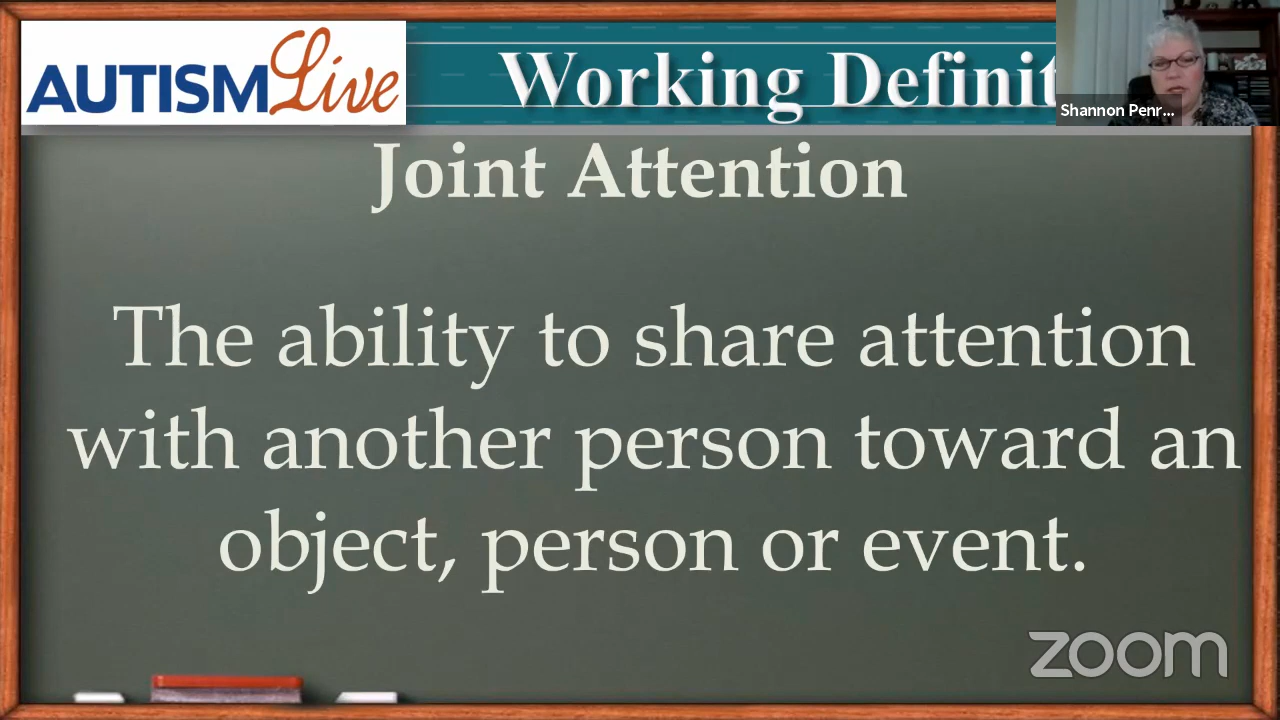 AUTISM Live
Working Definit
Shannon Penr...
Joint Attention
The ability to share attention
with another person toward an
object, person or event.
zoom